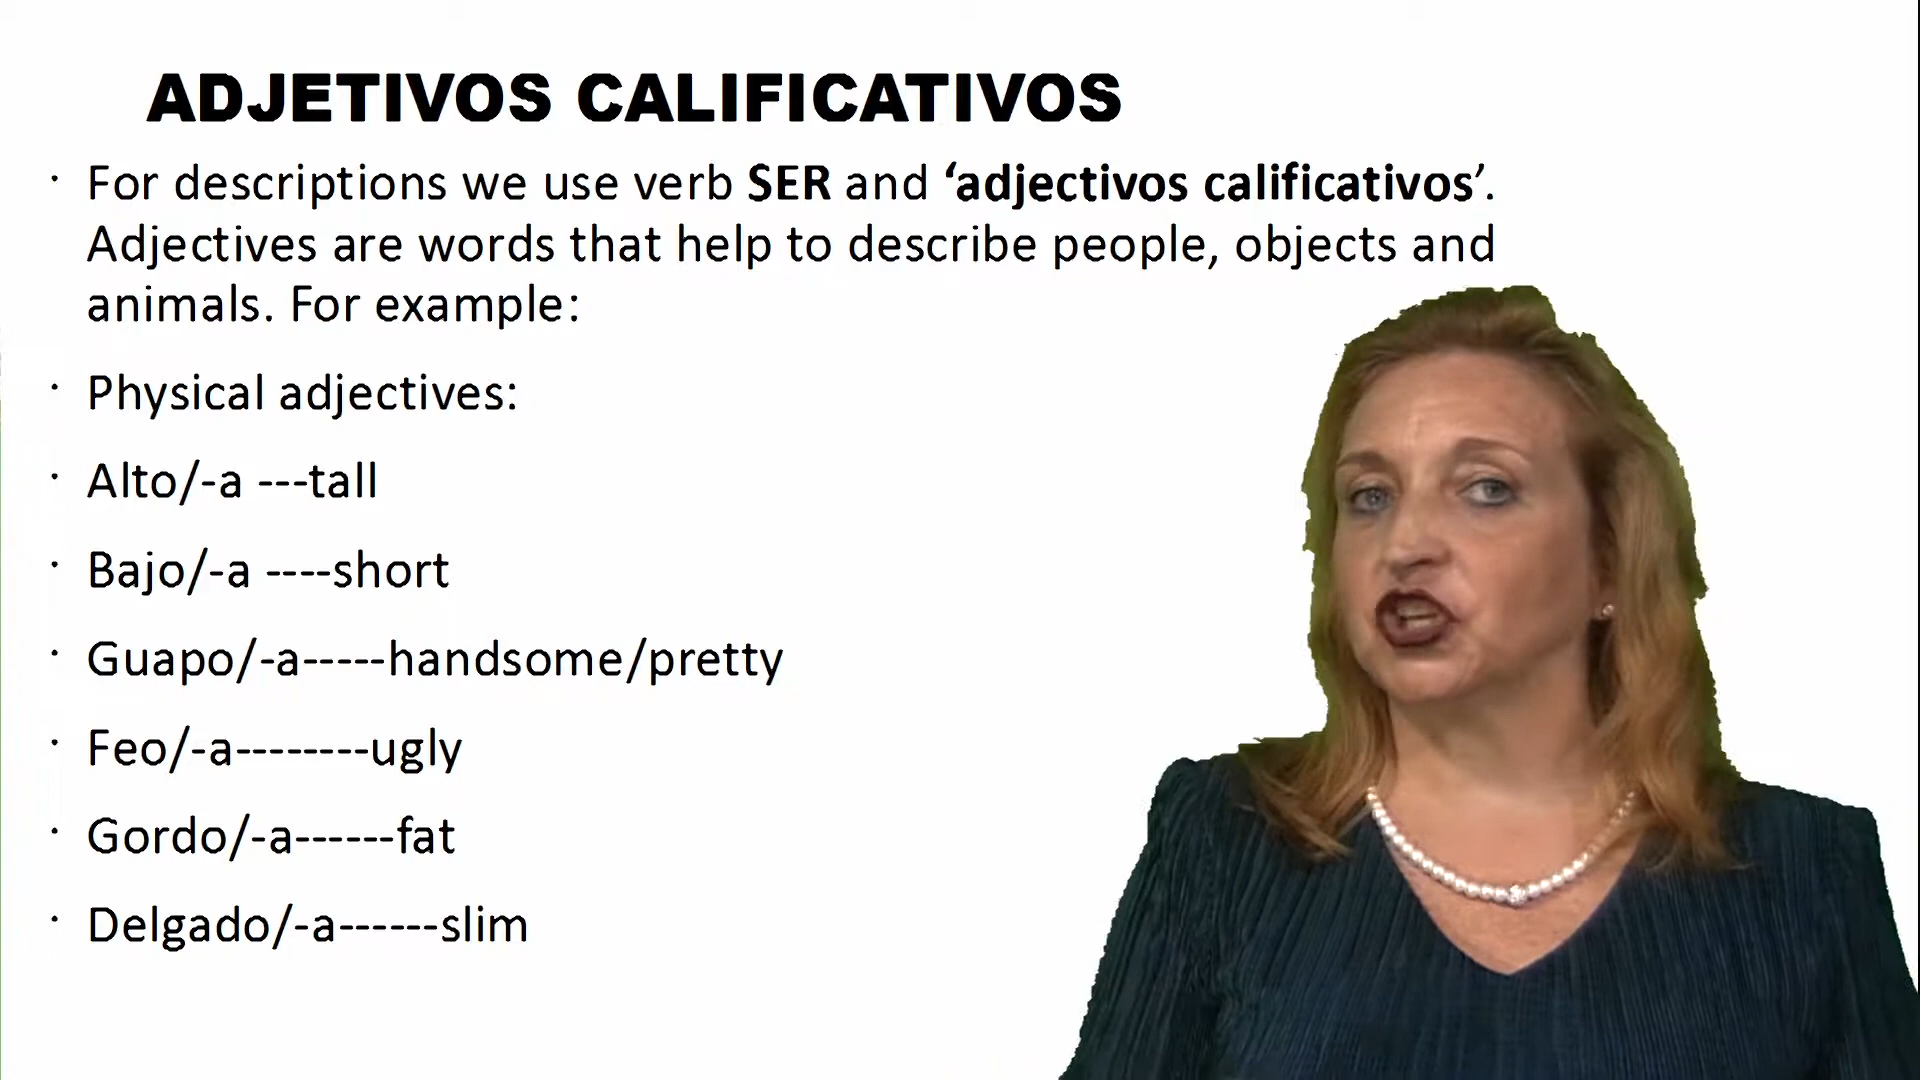 ADJETIVOS CALIFICATIVOS
· For descriptions we use verb SER and ‘adjectivos calificativos’.
Adjectives are words that help to describe people, objects and
animals. For example:
· Physical adjectives:
· Alto/-a ---tall
· Bajo/-a ----short
· Guapo/-a-----handsome/pretty
· Feo/-a--------ugly
· Gordo/-a------fat
· Delgado/-a------slim